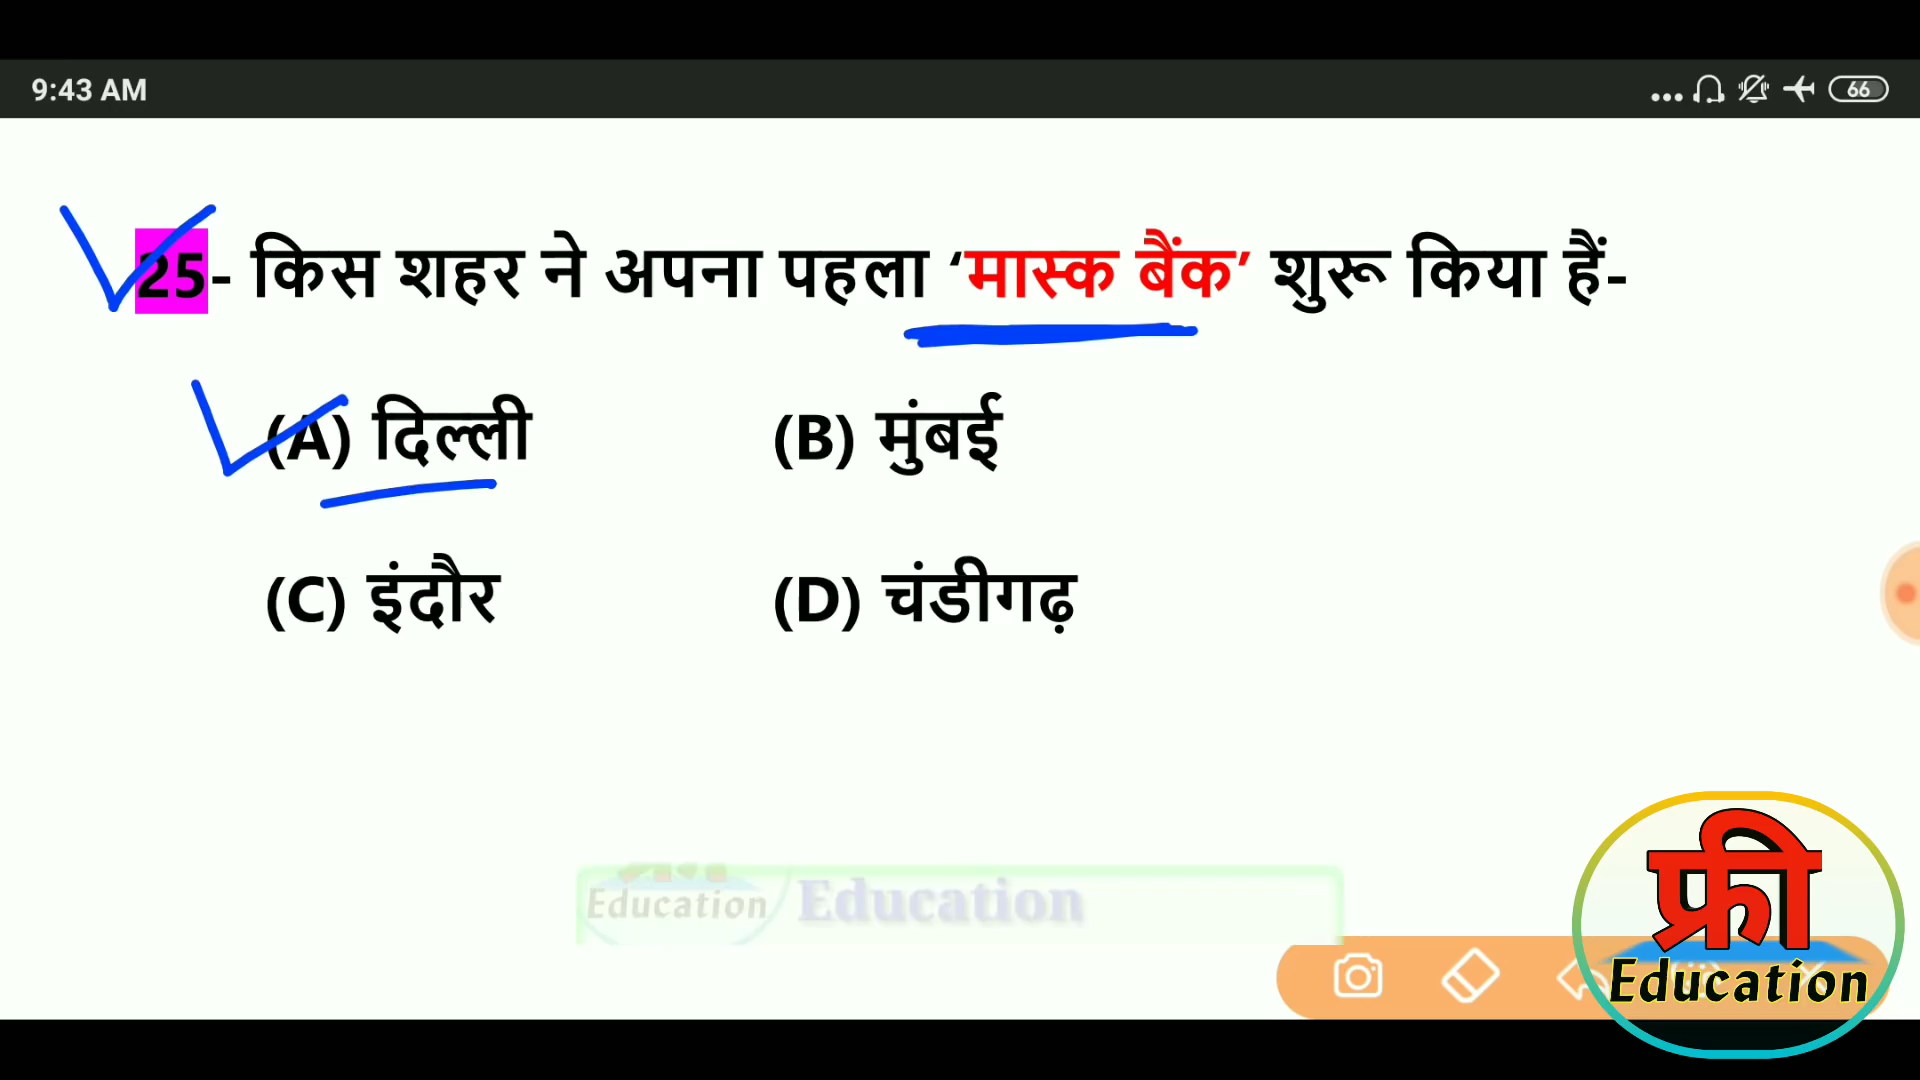 9:43 AM
66
25- किस शहर ने अपना पहला ‘मास्क बैंक’ शुरू किया हैं-
(A) दिल्ली (B) मुंबई
(C) इंदौर (D) चंडीगढ़
Education Education
फ्री
Education